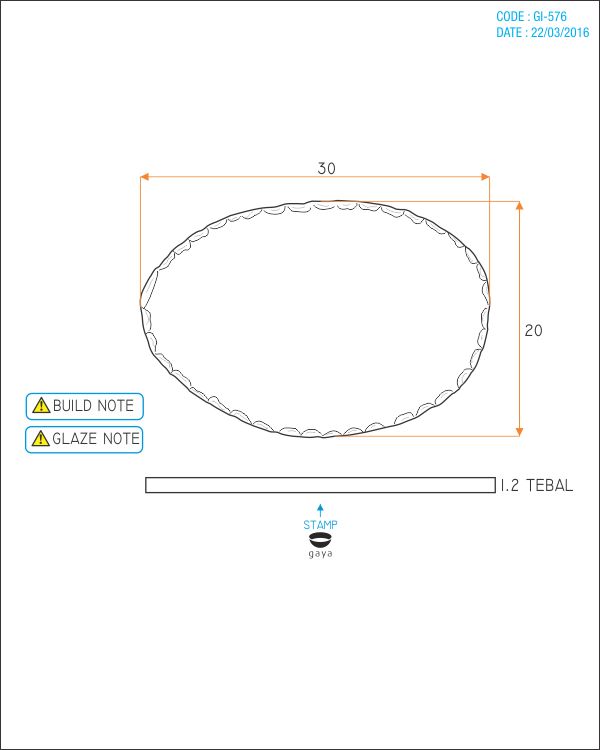 CODE : GI-576
DATE : 22/03/2016
30
20
BUILD NOTE
GLAZE NOTE
1.2 TEBAL
STAMP
gaya